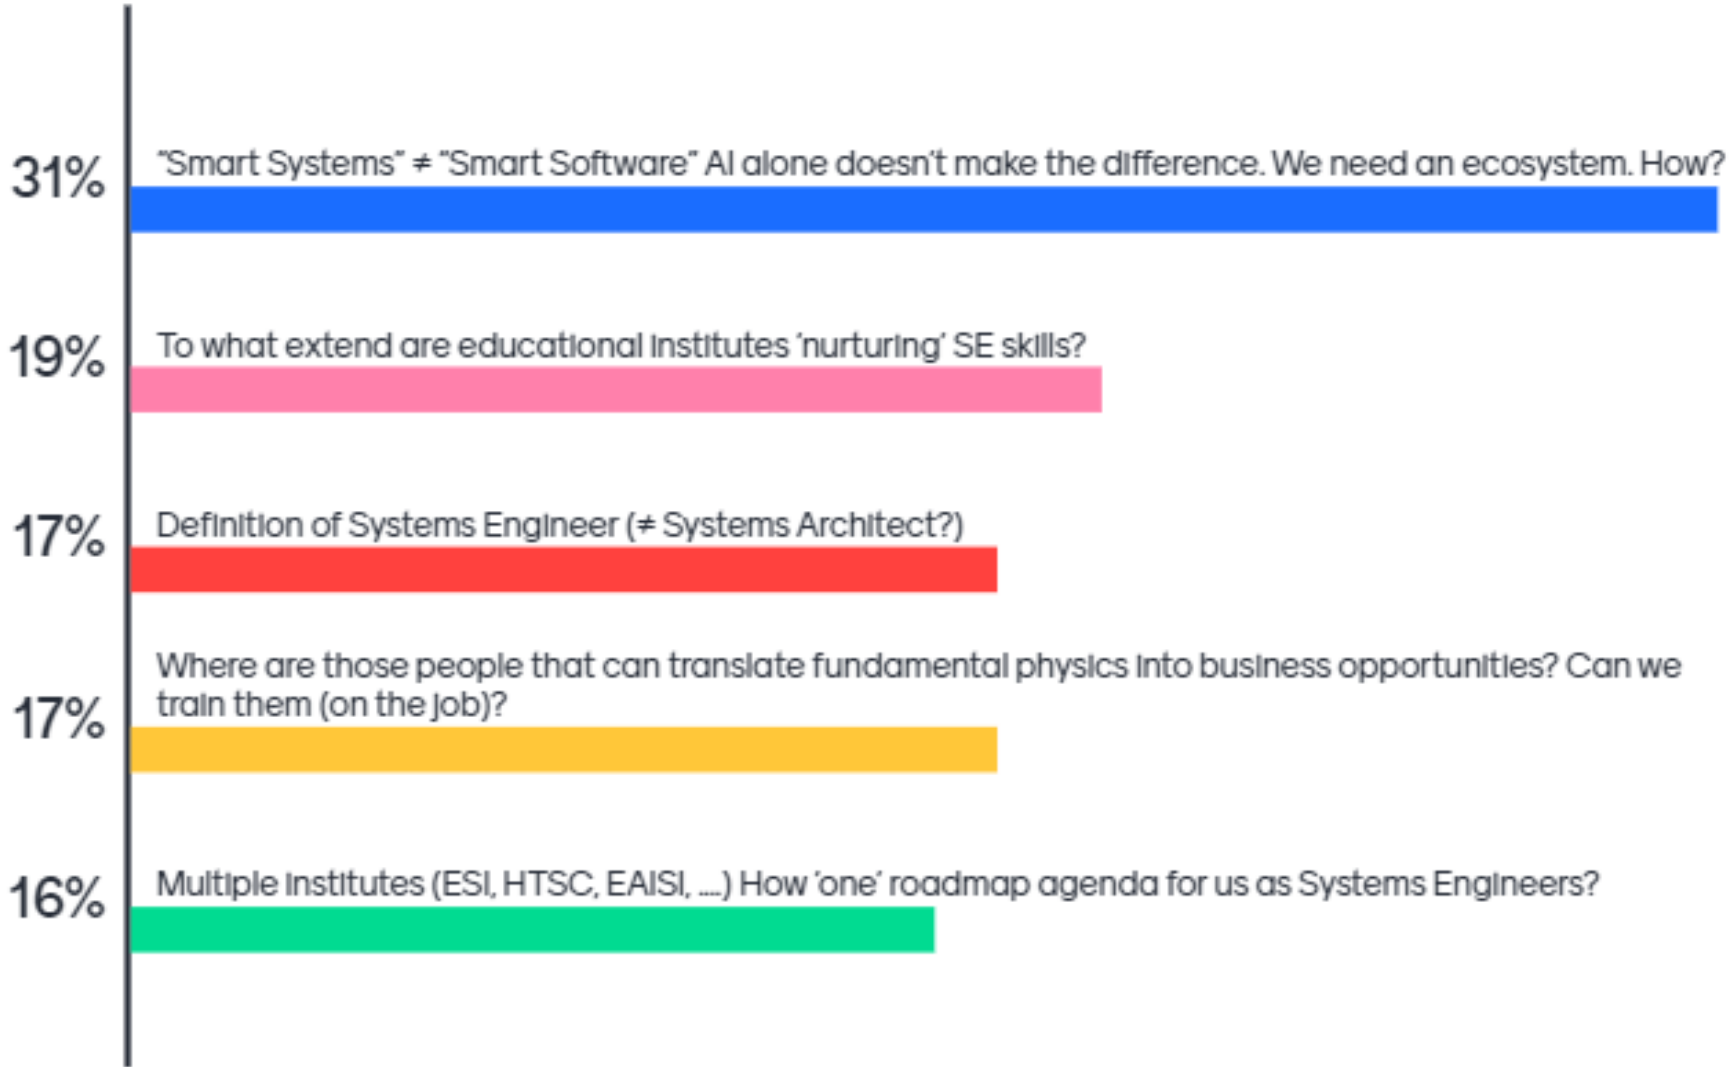 31%
"Smart Systems" ≠ "Smart Software" AI alone doesn't make the difference. We need an ecosystem. How?
19%
To what extend are educational institutes 'nurturing' SE skills?
17%
Definition of Systems Engineer (≠ Systems Architect?)
17%
Where are those people that can translate fundamental physics into business opportunities? Can we
train them (on the job)?
16%
Multiple institutes (ESI, HTSC, EAISI, ....) How 'one' roadmap agenda for us as Systems Engineers?